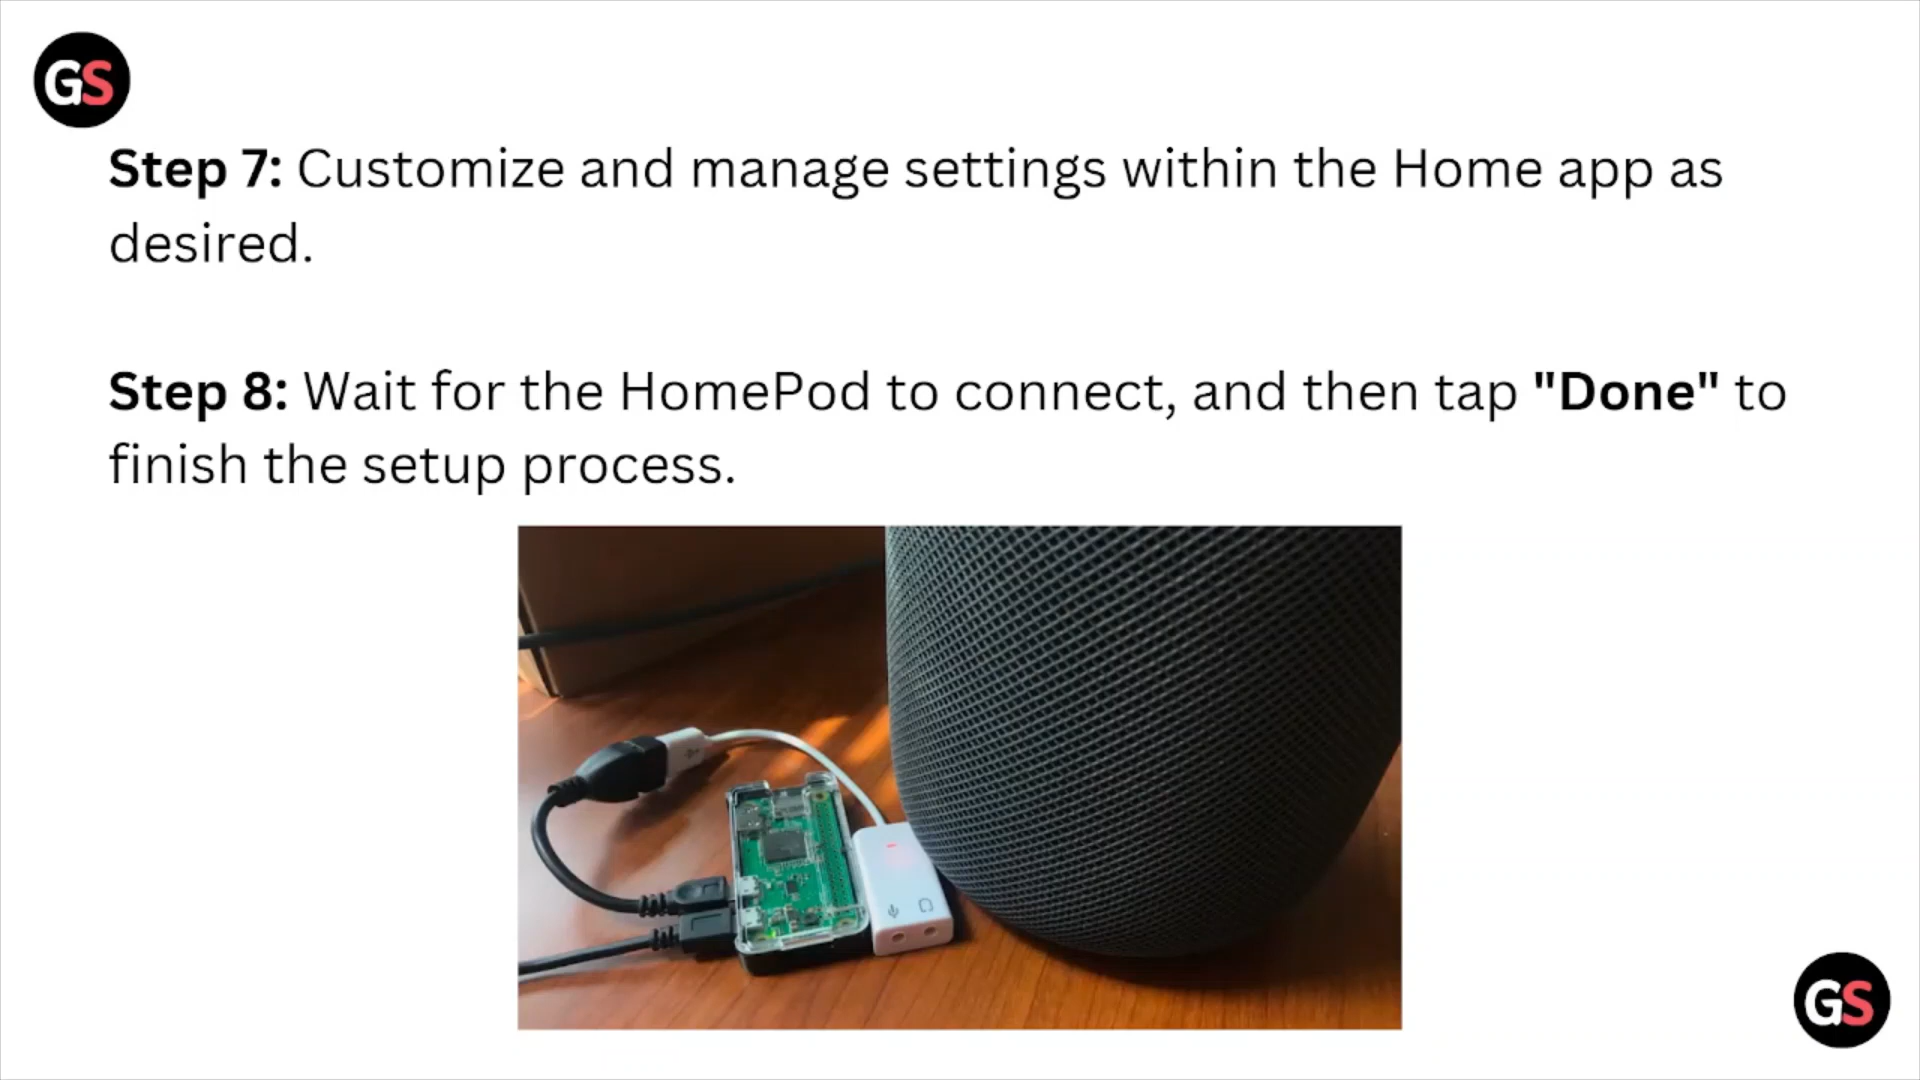 GS
Step 7: Customize and manage settings within the Home app as
desired.
Step 8: Wait for the HomePod to connect, and then tap "Done" to
finish the setup process.
GS